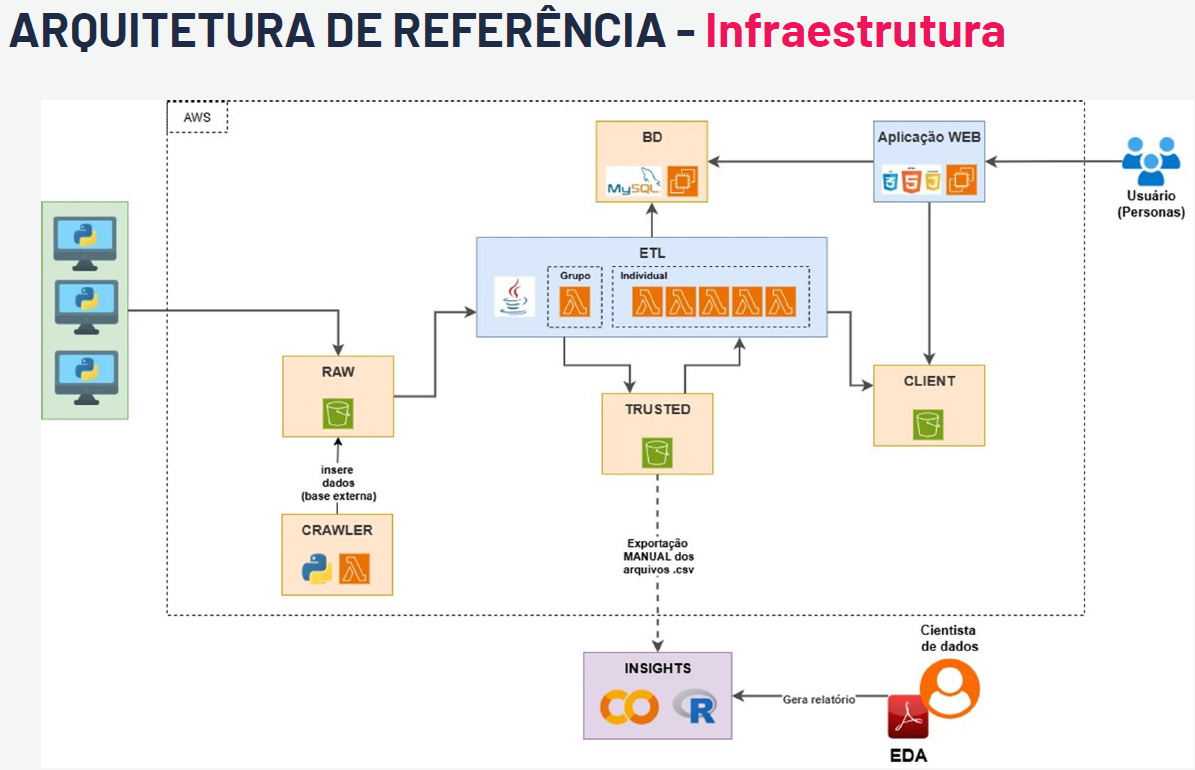 ARQUITETURA DE REFERÊNCIA - Infraestrutura
AWS
BD
MySQL
Aplicação WEB
Usuário
(Personas)
ETL
Grupo
Individual
RAW
TRUSTED
CLIENT
insere
dados
(base externa)
CRAWLER
Exportação
MANUAL dos
arquivos .csv
Cientista
de dados
INSIGHTS
R
Gera relatório
EDA